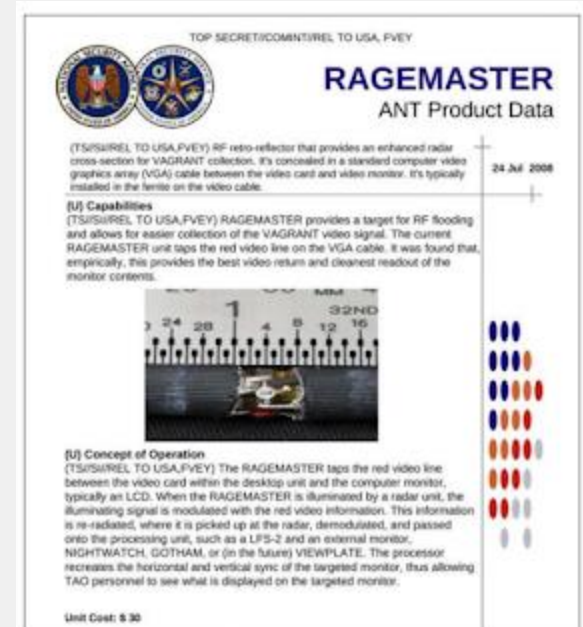 TOP SECRET//COMINT//REL TO USA, FVEY
RAGEMASTER
ANT Product Data
(TS//SI//REL TO USA,FVEY) RF retro-reflector that provides an enhanced radar
cross-section for VAGRANT collection. It's concealed in a standard computer video
graphics array (VGA) cable between the video card and video monitor. It's typically
installed in the ferrite on the video cable.
24 Jul 2008
(U) Capabilities
(TS//SI//REL TO USA,FVEY) RAGEMASTER provides a target for RF flooding
and allows for easier collection of the VAGRANT video signal. The current
RAGEMASTER unit taps the red video line on the VGA cable. It was found that,
empirically, this provides the best video return and cleanest readout of the
monitor contents.
MM
1 32ND
24 28 4 8 12 16
(U) Concept of Operation
(TS//SI//REL TO USA,FVEY) The RAGEMASTER taps the red video line
between the video card within the desktop unit and the computer monitor,
typically an LCD. When the RAGEMASTER is illuminated by a radar unit, the
illuminating signal is modulated with the red video information. This information
is re-radiated, where it is picked up at the radar, demodulated, and passed
onto the processing unit, such as a LFS-2 and an external monitor,
NIGHTWATCH, GOTHAM, or (in the future) VIEWPLATE. The processor
recreates the horizontal and vertical sync of the targeted monitor, thus allowing
TAO personnel to see what is displayed on the targeted monitor.
Unit Cost: $ 30